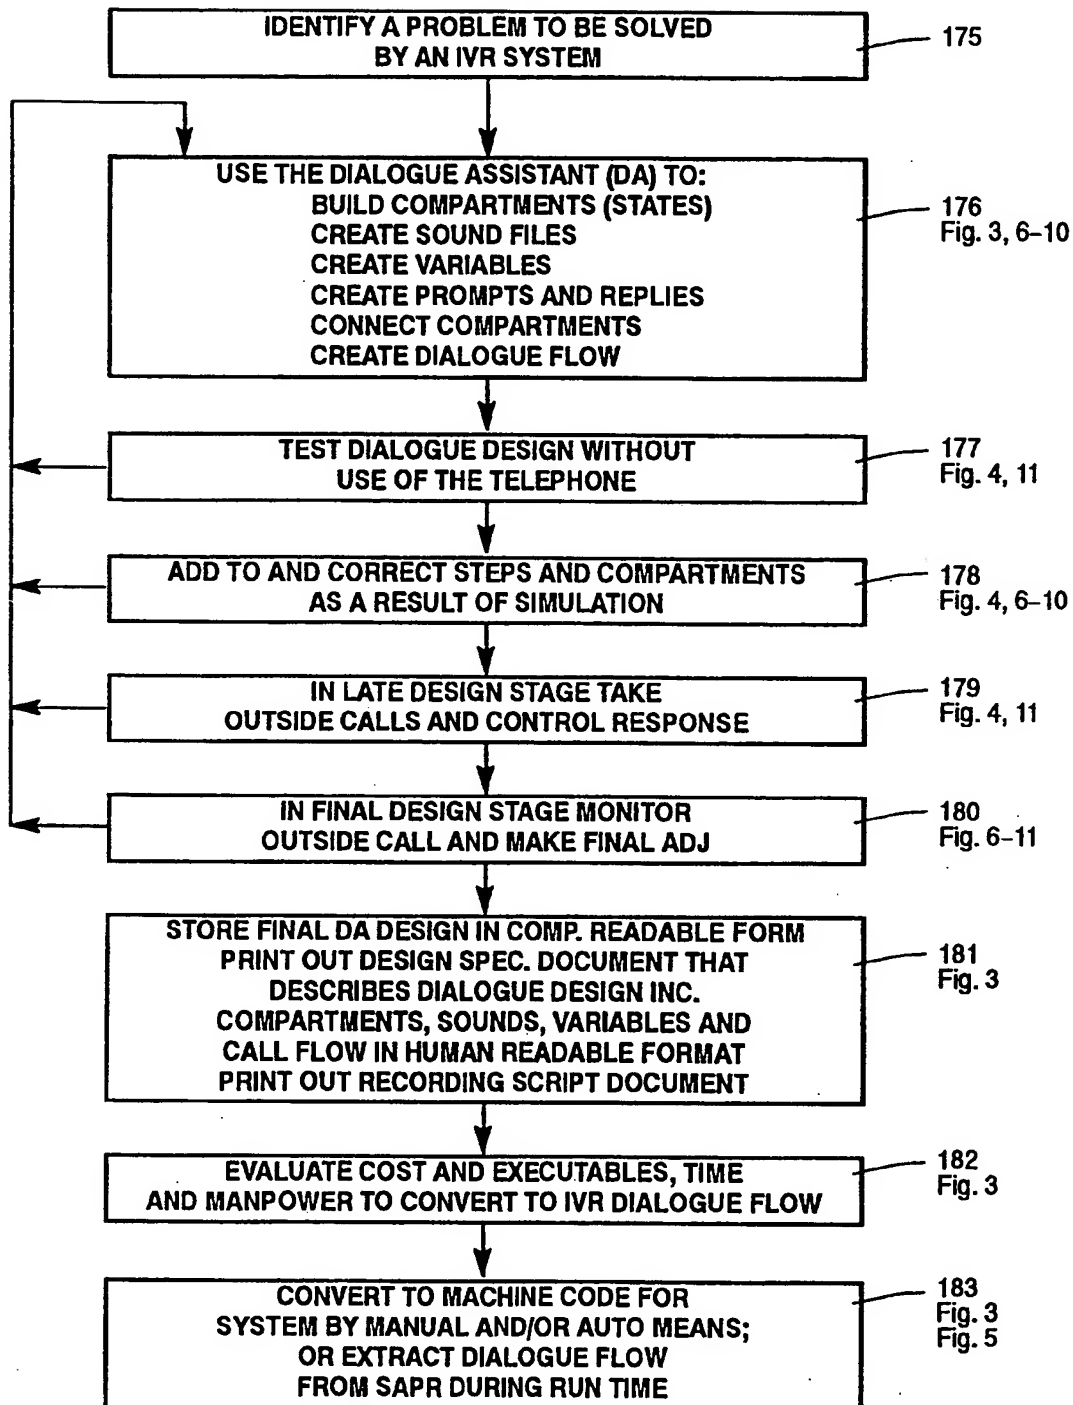 IDENTIFY A PROBLEM TO BE SOLVED
BY AN IVR SYSTEM
175
USE THE DIALOGUE ASSISTANT (DA) TO:
BUILD COMPARTMENTS (STATES)
CREATE SOUND FILES
CREATE VARIABLES
CREATE PROMPTS AND REPLIES
CONNECT COMPARTMENTS
CREATE DIALOGUE FLOW
176
Fig. 3, 6-10
TEST DIALOGUE DESIGN WITHOUT
USE OF THE TELEPHONE
177
Fig. 4, 11
ADD TO AND CORRECT STEPS AND COMPARTMENTS
AS A RESULT OF SIMULATION
178
Fig. 4, 6-10
IN LATE DESIGN STAGE TAKE
OUTSIDE CALLS AND CONTROL RESPONSE
179
Fig. 4, 11
IN FINAL DESIGN STAGE MONITOR
OUTSIDE CALL AND MAKE FINAL ADJ
180
Fig. 6-11
STORE FINAL DA DESIGN IN COMP. READABLE FORM
PRINT OUT DESIGN SPEC. DOCUMENT THAT
DESCRIBES DIALOGUE DESIGN INC.
COMPARTMENTS, SOUNDS, VARIABLES AND
CALL FLOW IN HUMAN READABLE FORMAT
PRINT OUT RECORDING SCRIPT DOCUMENT
181
Fig. 3
EVALUATE COST AND EXECUTABLES, TIME
AND MANPOWER TO CONVERT TO IVR DIALOGUE FLOW
182
Fig. 3
CONVERT TO MACHINE CODE FOR
SYSTEM BY MANUAL AND/OR AUTO MEANS;
OR EXTRACT DIALOGUE FLOW
FROM SAPR DURING RUN TIME
183
Fig. 3
Fig. 5